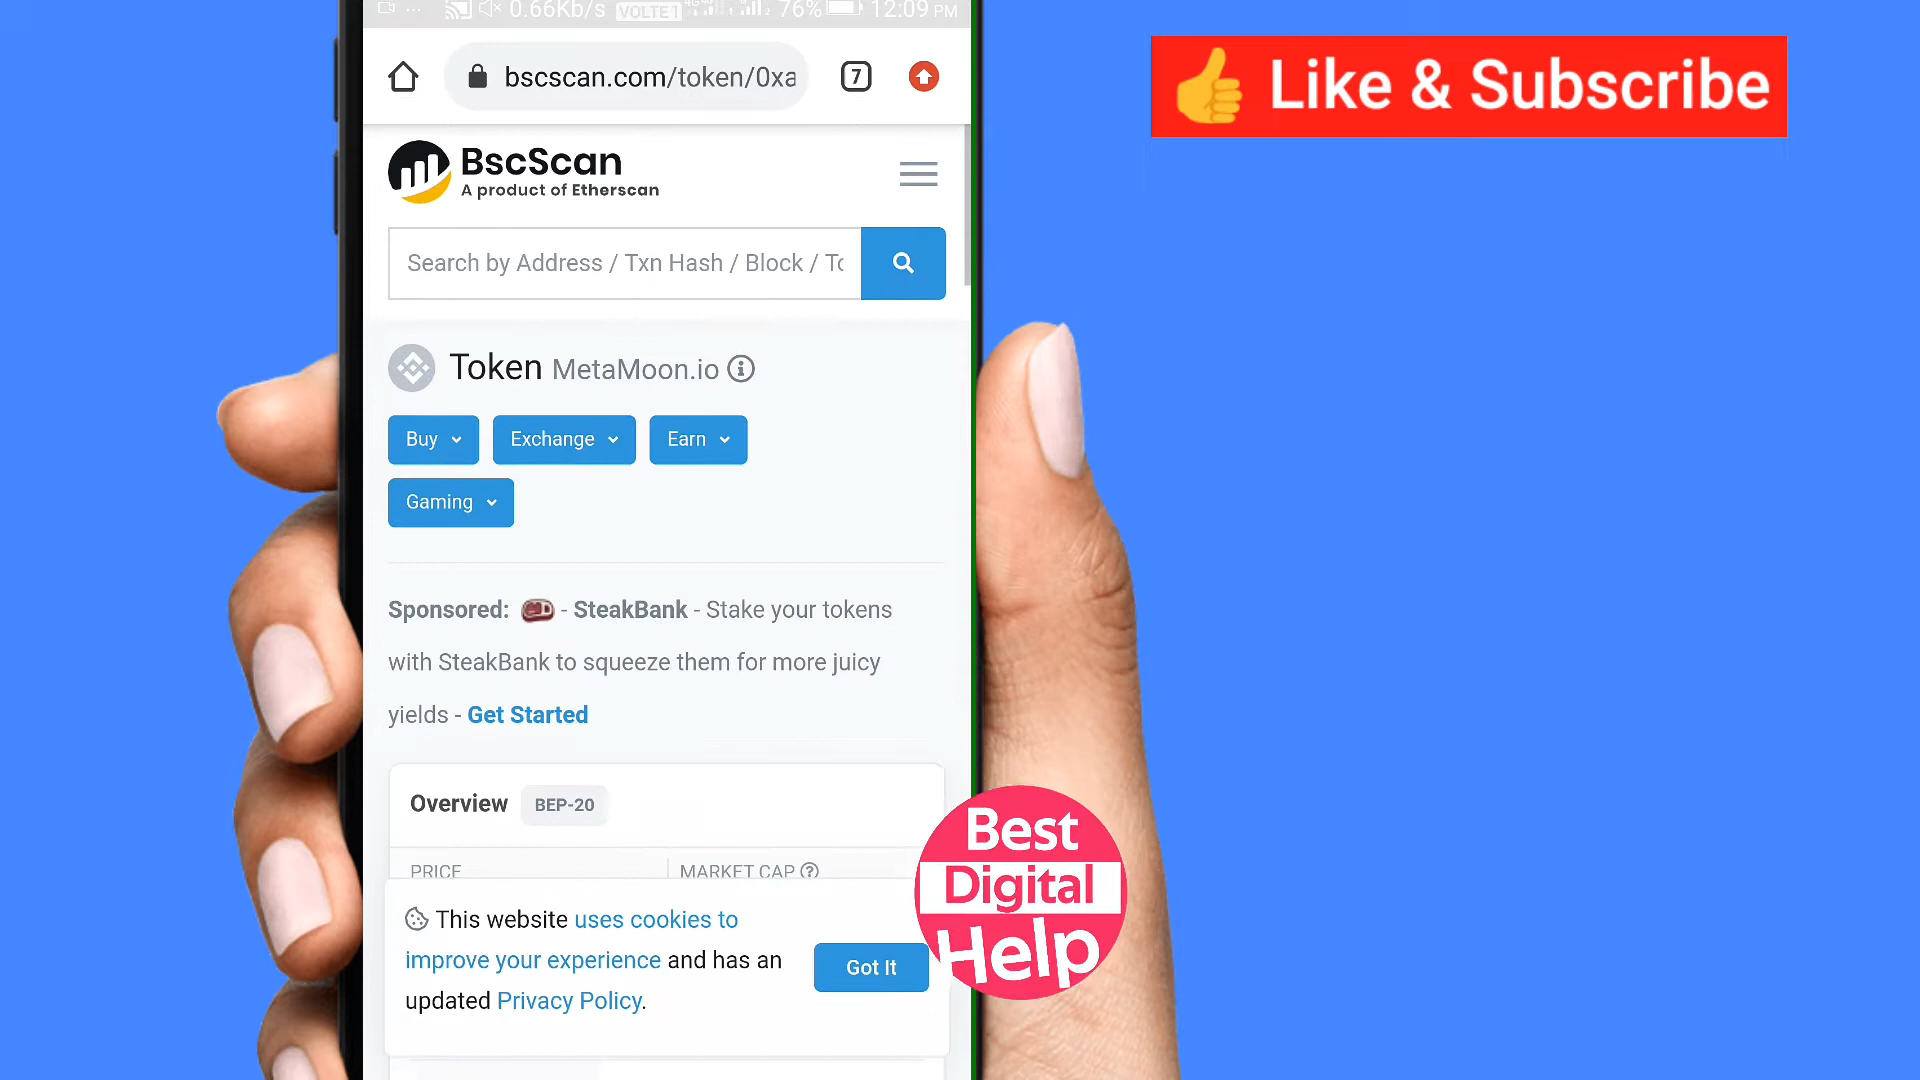 0.66Kb/s VOLTE 1 76% 12:09 PM
bscscan.com/token/0xa
7
Like & Subscribe
BscScan
A product of Etherscan
Search by Address / Txn Hash / Block / To
Token MetaMoon.io
Buy
Exchange
Earn
Gaming
Sponsored: - SteakBank - Stake your tokens
with SteakBank to squeeze them for more juicy
yields - Get Started
Overview BEP-20
PRICE
MARKET CAP
This website uses cookies to
improve your experience and has an
updated Privacy Policy.
Got It
Best
Digital
Help